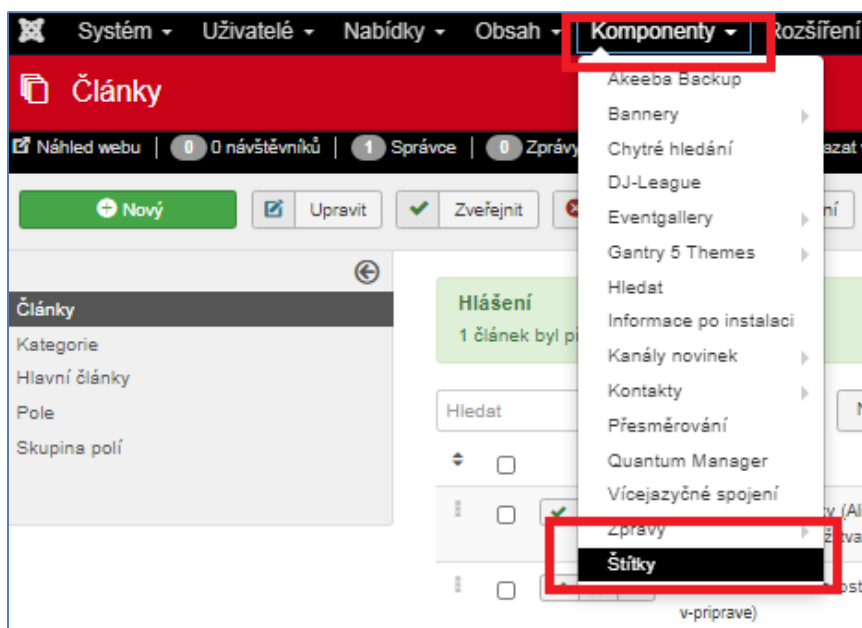 Systém Uživatelé Nabídky Obsah Komponenty Rozšíření
Články
Náhled webu | 0 0 návštěvníků | 1 Správce | 0 Zprávy
Nový Upravit Zveřejnit
Akeeba Backup
Bannery
Chytré hledání
DJ-League
Eventgallery
Gantry 5 Themes
Hledat
Informace po instalaci
Kanály novinek
Kontakty
Přesměrování
Quantum Manager
Vícejazyčné spojení
Zprávy
Štítky
Články
Kategorie
Hlavní články
Pole
Skupina polí
Hlášení
1 článek byl
Hledat
v-priprave)